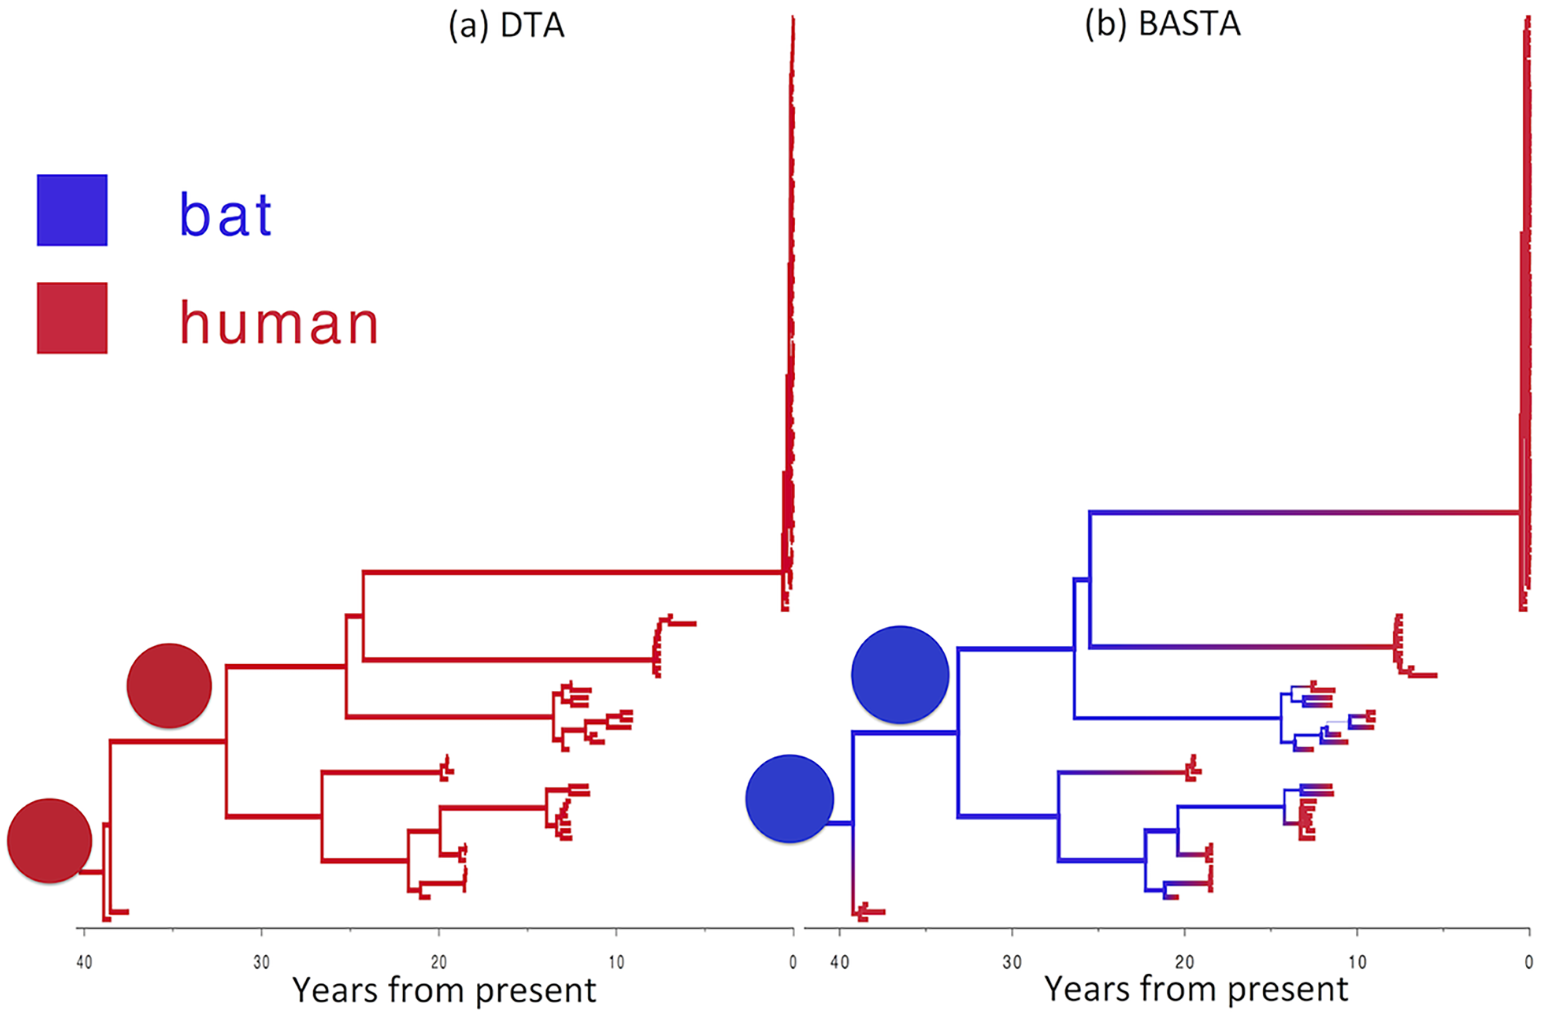 (a) DTA
(b) BASTA
bat
human
40 30 20 10 0
40 30 20 10 0
Years from present
Years from present